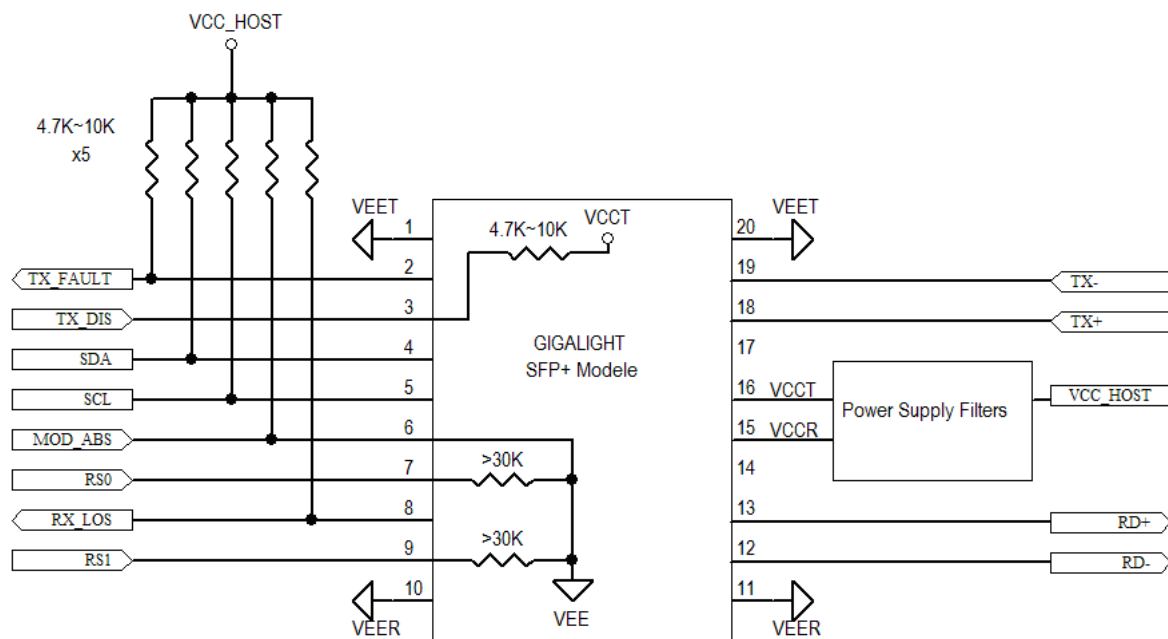 VCC_HOST
4.7K~10K
x5
VEET
1
4.7K~10K
VCCT
20
VEET
TX_FAULT
2
19
TX-
TX_DIS
3
18
TX+
SDA
4
GIGALIGHT
SFP+ Modele
17
SCL
5
16
VCCT
Power Supply Filters
VCC_HOST
MOD_ABS
6
15
VCCR
RS0
7
>30K
14
RX_LOS
8
13
RD+
RS1
9
>30K
12
RD-
10
VEER
VEE
11
VEER